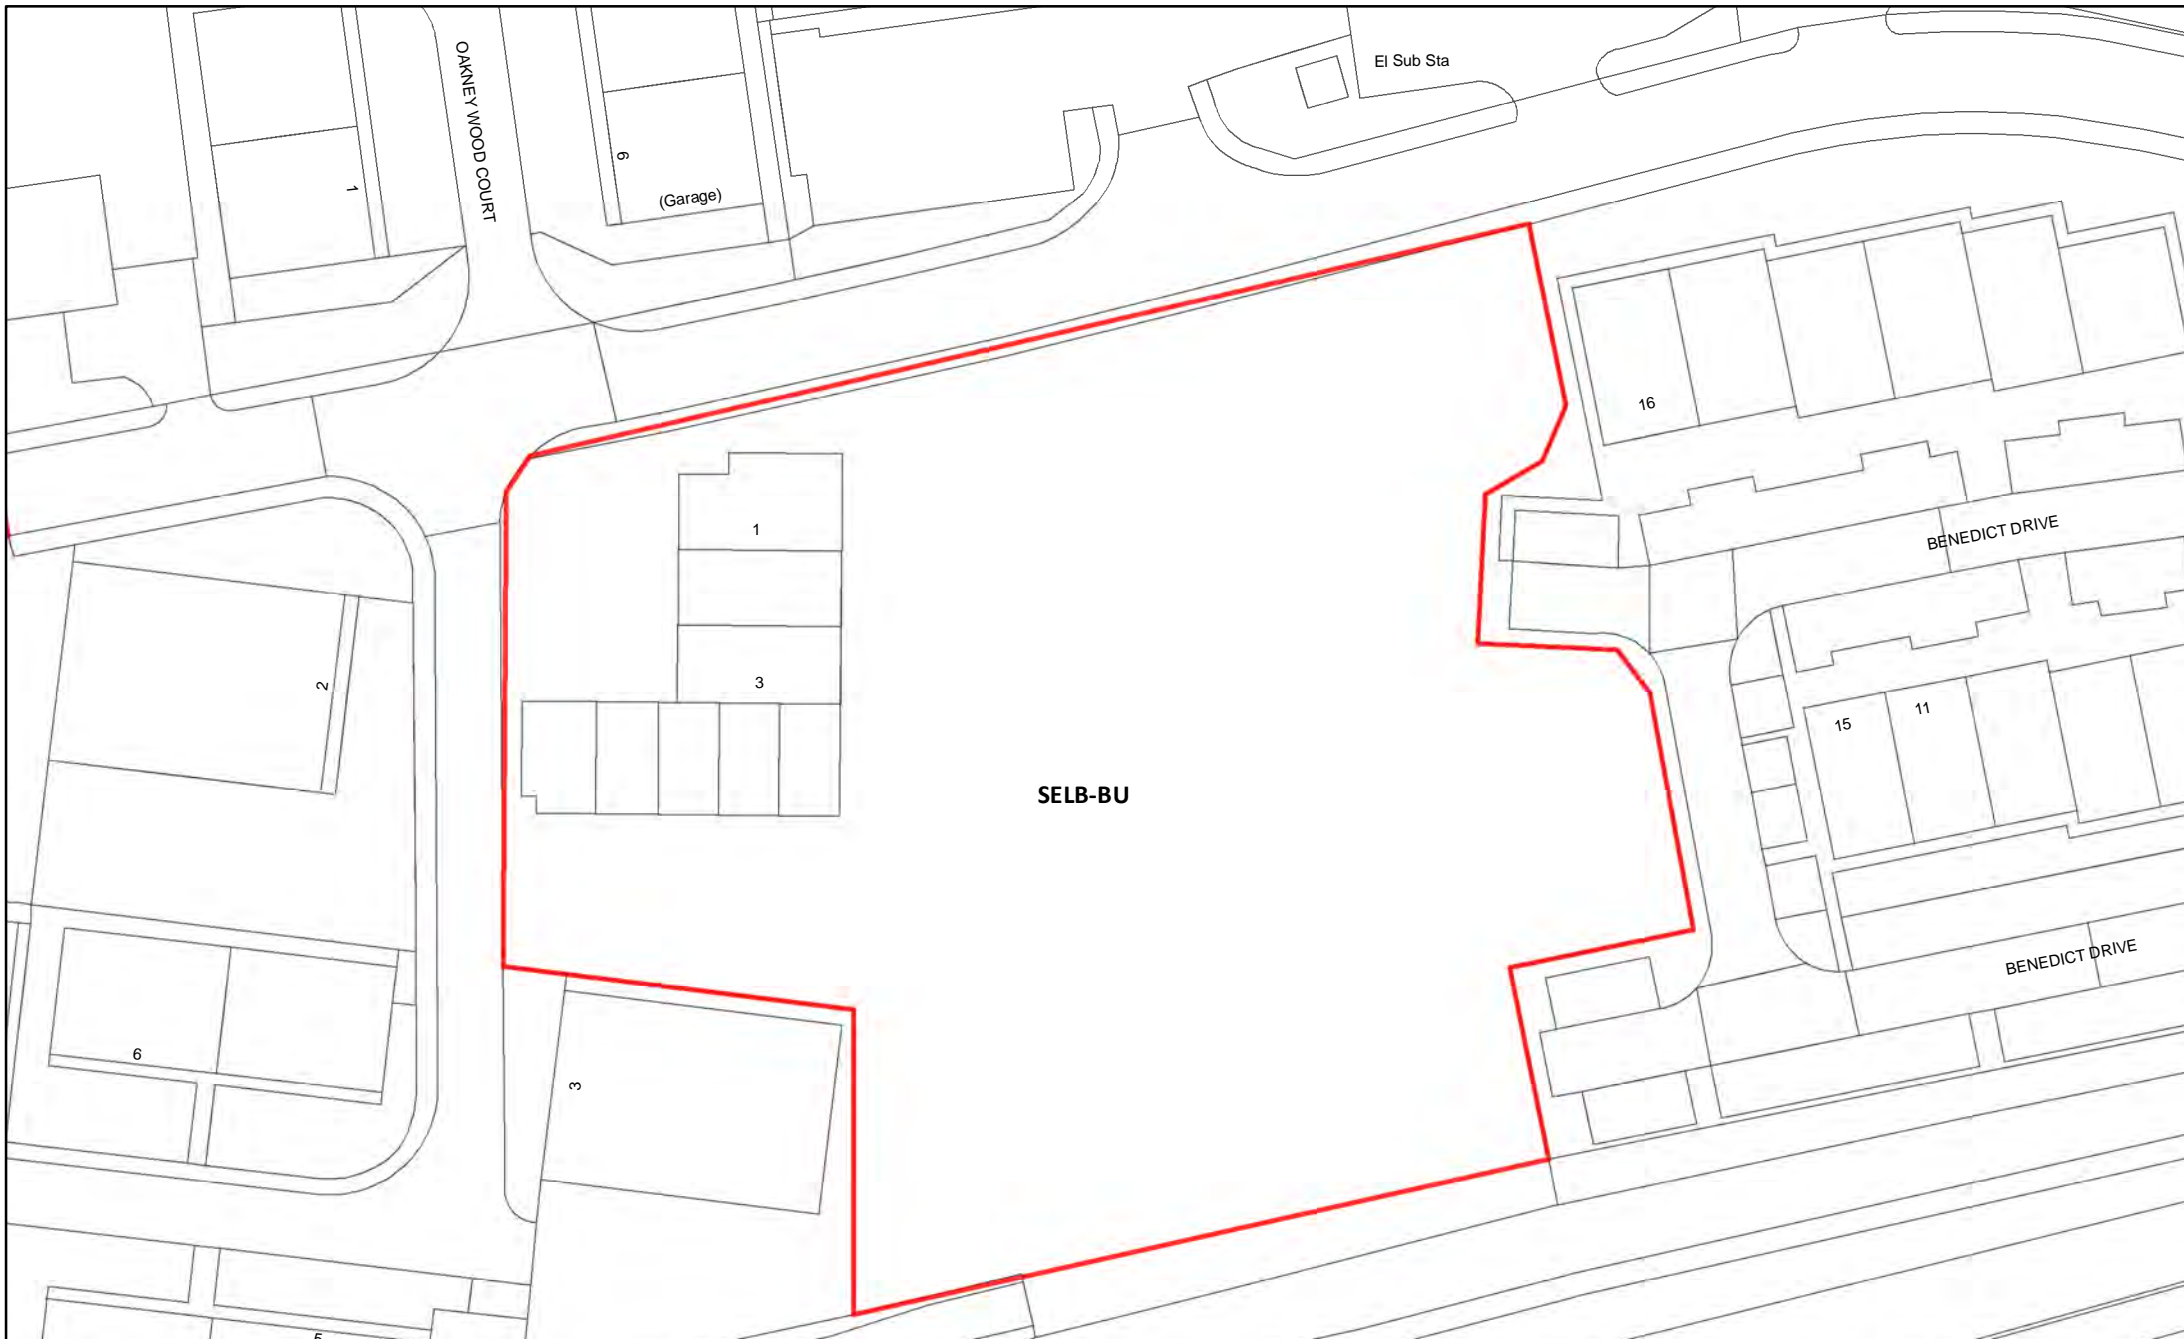 OAKNEY WOOD COURT
El Sub Sta
1
6
(Garage)
16
1
BENEDICT DRIVE
2
3
15
11
SELB-BU
BENEDICT DRIVE
6
3
5